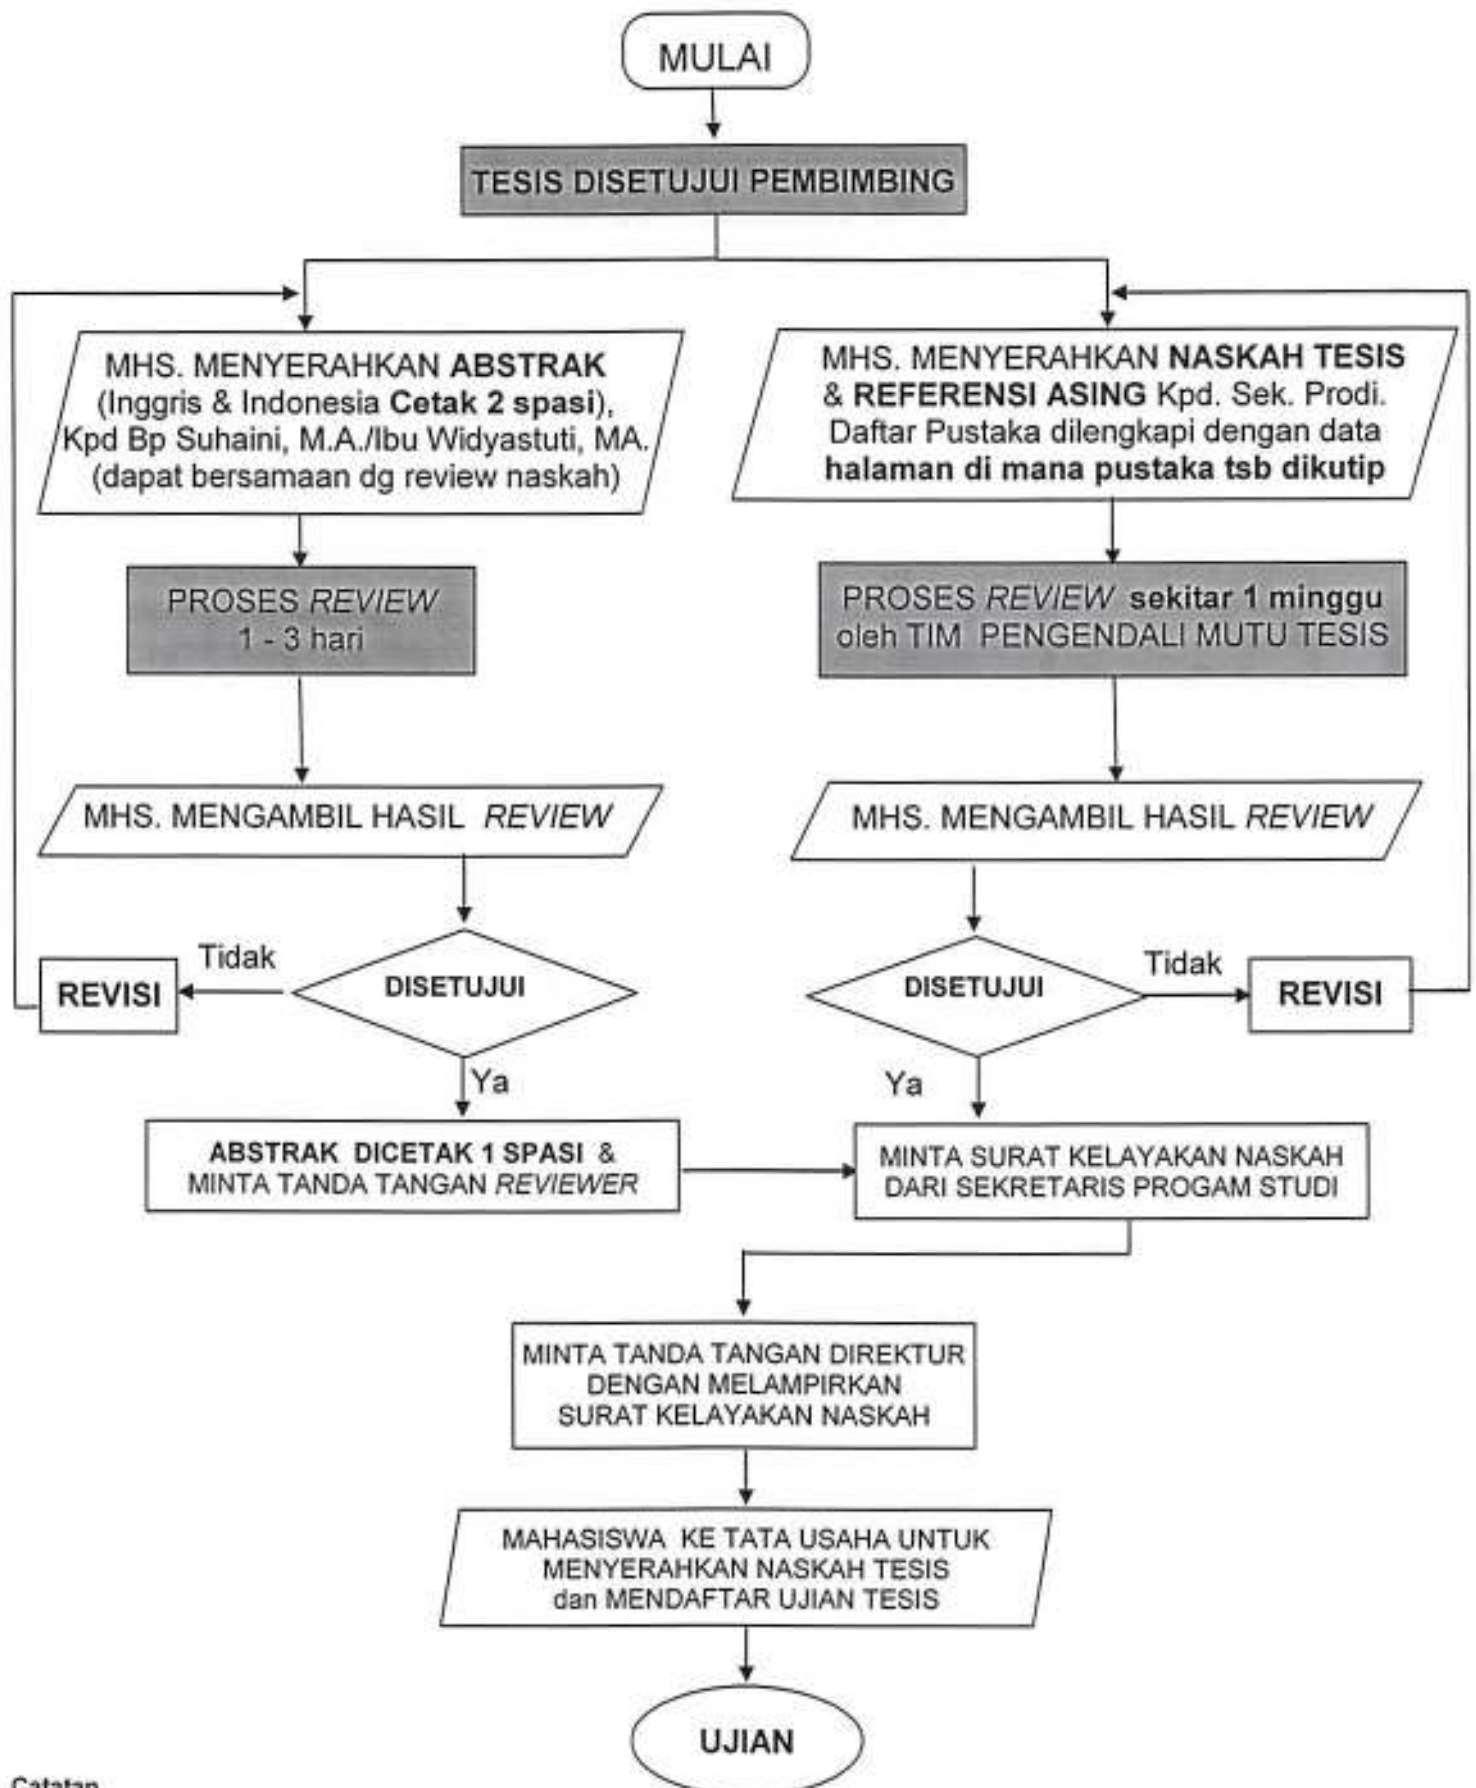 MULAI
TESIS DISETUJUI PEMBIMBING
MHS. MENYERAHKAN ABSTRAK
(Inggris & Indonesia Cetak 2 spasi),
Kpd Bp Suhaini, M.A./Ibu Widyastuti, MA.
(dapat bersamaan dg review naskah)
MHS. MENYERAHKAN NASKAH TESIS
& REFERENSI ASING Kpd. Sek. Prodi.
Daftar Pustaka dilengkapi dengan data
halaman di mana pustaka tsb dikutip
PROSES REVIEW
1 - 3 hari
PROSES REVIEW sekitar 1 minggu
oleh TIM PENGENDALI MUTU TESIS
MHS. MENGAMBIL HASIL REVIEW
MHS. MENGAMBIL HASIL REVIEW
REVISI
Tidak
DISETUJUI
DISETUJUI
Tidak
REVISI
Ya
Ya
ABSTRAK DICETAK 1 SPASI &
MINTA TANDA TANGAN REVIEWER
MINTA SURAT KELAYAKAN NASKAH
DARI SEKRETARIS PROGAM STUDI
MINTA TANDA TANGAN DIREKTUR
DENGAN MELAMPIRKAN
SURAT KELAYAKAN NASKAH
MAHASISWA KE TATA USAHA UNTUK
MENYERAHKAN NASKAH TESIS
dan MENDAFTAR UJIAN TESIS
UJIAN
Catatan